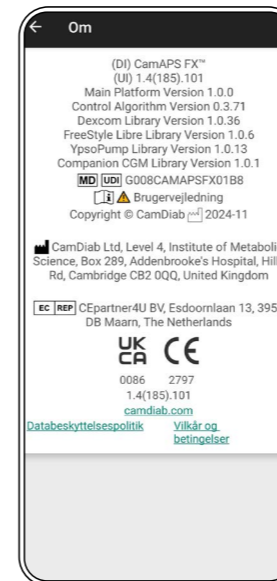 Om
(DI) CamAPS FX™
(UI) 1.4(185).101
Main Platform Version 1.0.0
Control Algorithm Version 0.3.71
Dexcom Library Version 1.0.36
FreeStyle Libre Library Version 1.0.6
YpsoPump Library Version 1.0.13
Companion CGM Library Version 1.0.1
MD UDI G008CAMAPSFX01B8
Brugervejledning
Copyright © CamDiab 2024-11
CamDiab Ltd, Level 4, Institute of Metaboli
Science, Box 289, Addenbrooke's Hospital, Hill
Rd, Cambridge CB2 0QQ, United Kingdom
EC REP CEpartner4U BV, Esdoornlaan 13, 395
DB Maarn, The Netherlands
UK CA CE
0086 2797
1.4(185).101
camdiab.com
Databeskyttelsespolitik Vilkår og
betingelser